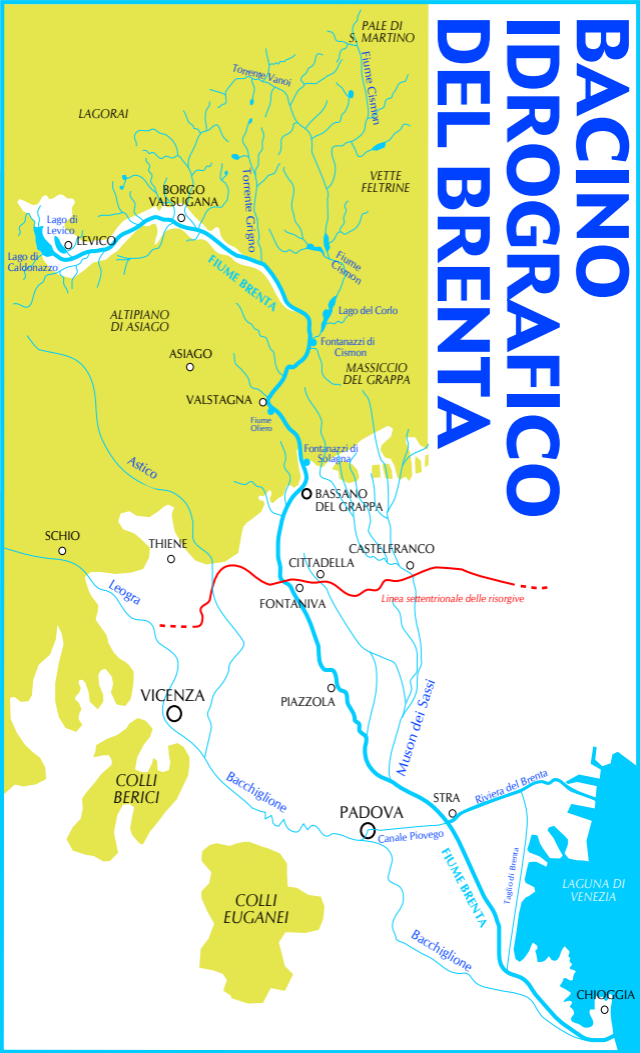 BACINO
IDROGRAFICO
DEL BRENTA
PALE DI
S. MARTINO
Torrente Vanoi
Fiume Cismon
LAGORAI
VETTE
FELTRINE
BORGO
VALSUGANA
Torrente Grigno
Lago di
Levico
LEVICO
Lago di
Caldonazzo
FIUME BRENTA
Fiume
Cismon
Lago del Corlo
ALTIPIANO
DI ASIAGO
Fontanazzi di
Cismon
ASIAGO
MASSICCIO
DEL GRAPPA
VALSTAGNA
Fiume
Oliero
Fontanazzi di
Solagna
Astico
BASSANO
DEL GRAPPA
SCHIO
THIENE
CASTELFRANCO
CITTADELLA
Leogra
FONTANIVA
Linea settentrionale delle risorgive
VICENZA
PIAZZOLA
Muson dei Sassi
COLLI
BERICI
Bacchiglione
STRA
Riviera del Brenta
PADOVA
Canale Piovego
FIUME BRENTA
Taglio di Brenta
LAGUNA DI
VENEZIA
COLLI
EUGANEI
Bacchiglione
CHIOGGIA